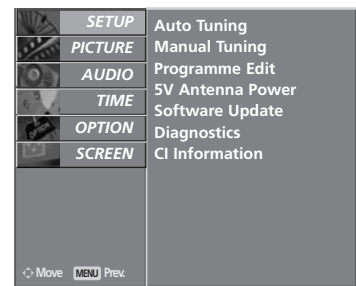 SETUP
PICTURE
AUDIO
TIME
OPTION
SCREEN
Auto Tuning
Manual Tuning
Programme Edit
5V Antenna Power
Software Update
Diagnostics
CI Information
Move MENU Prev.